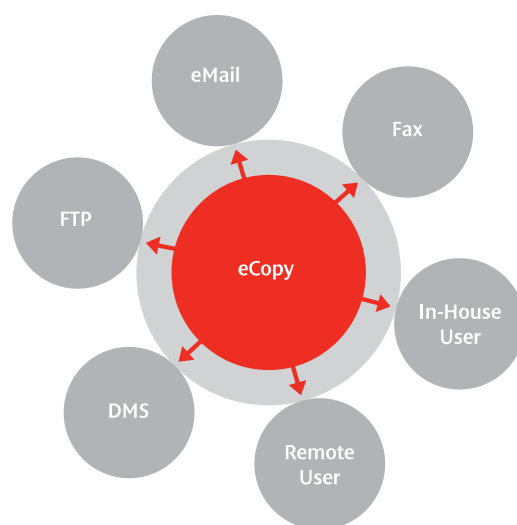 eMail
Fax
FTP
eCopy
In-House
User
DMS
Remote
User